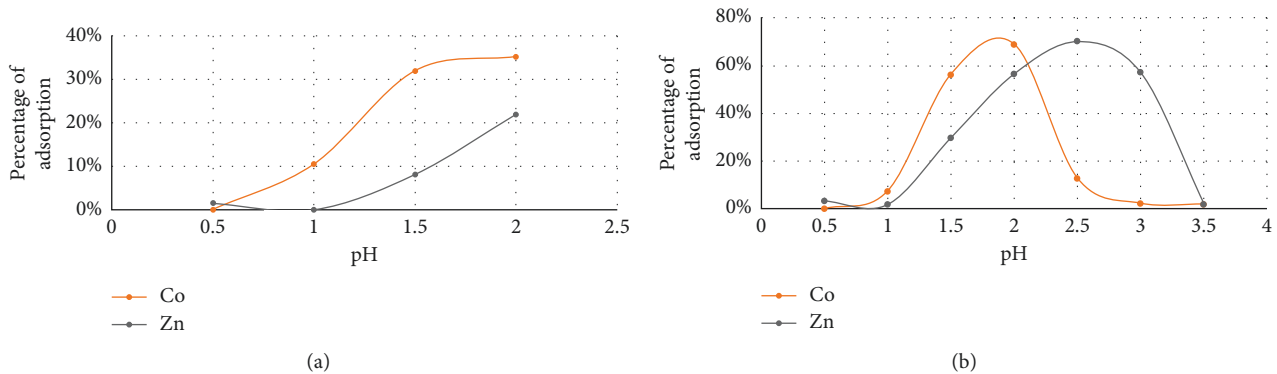 Percentage of
adsorption
40%
30%
20%
10%
0%
0
0.5
1
1.5
2
2.5
pH
Co
Zn
(a)
Percentage of
adsorption
80%
60%
40%
20%
0%
0
0.5
1
1.5
2
2.5
3
3.5
4
pH
Co
Zn
(b)